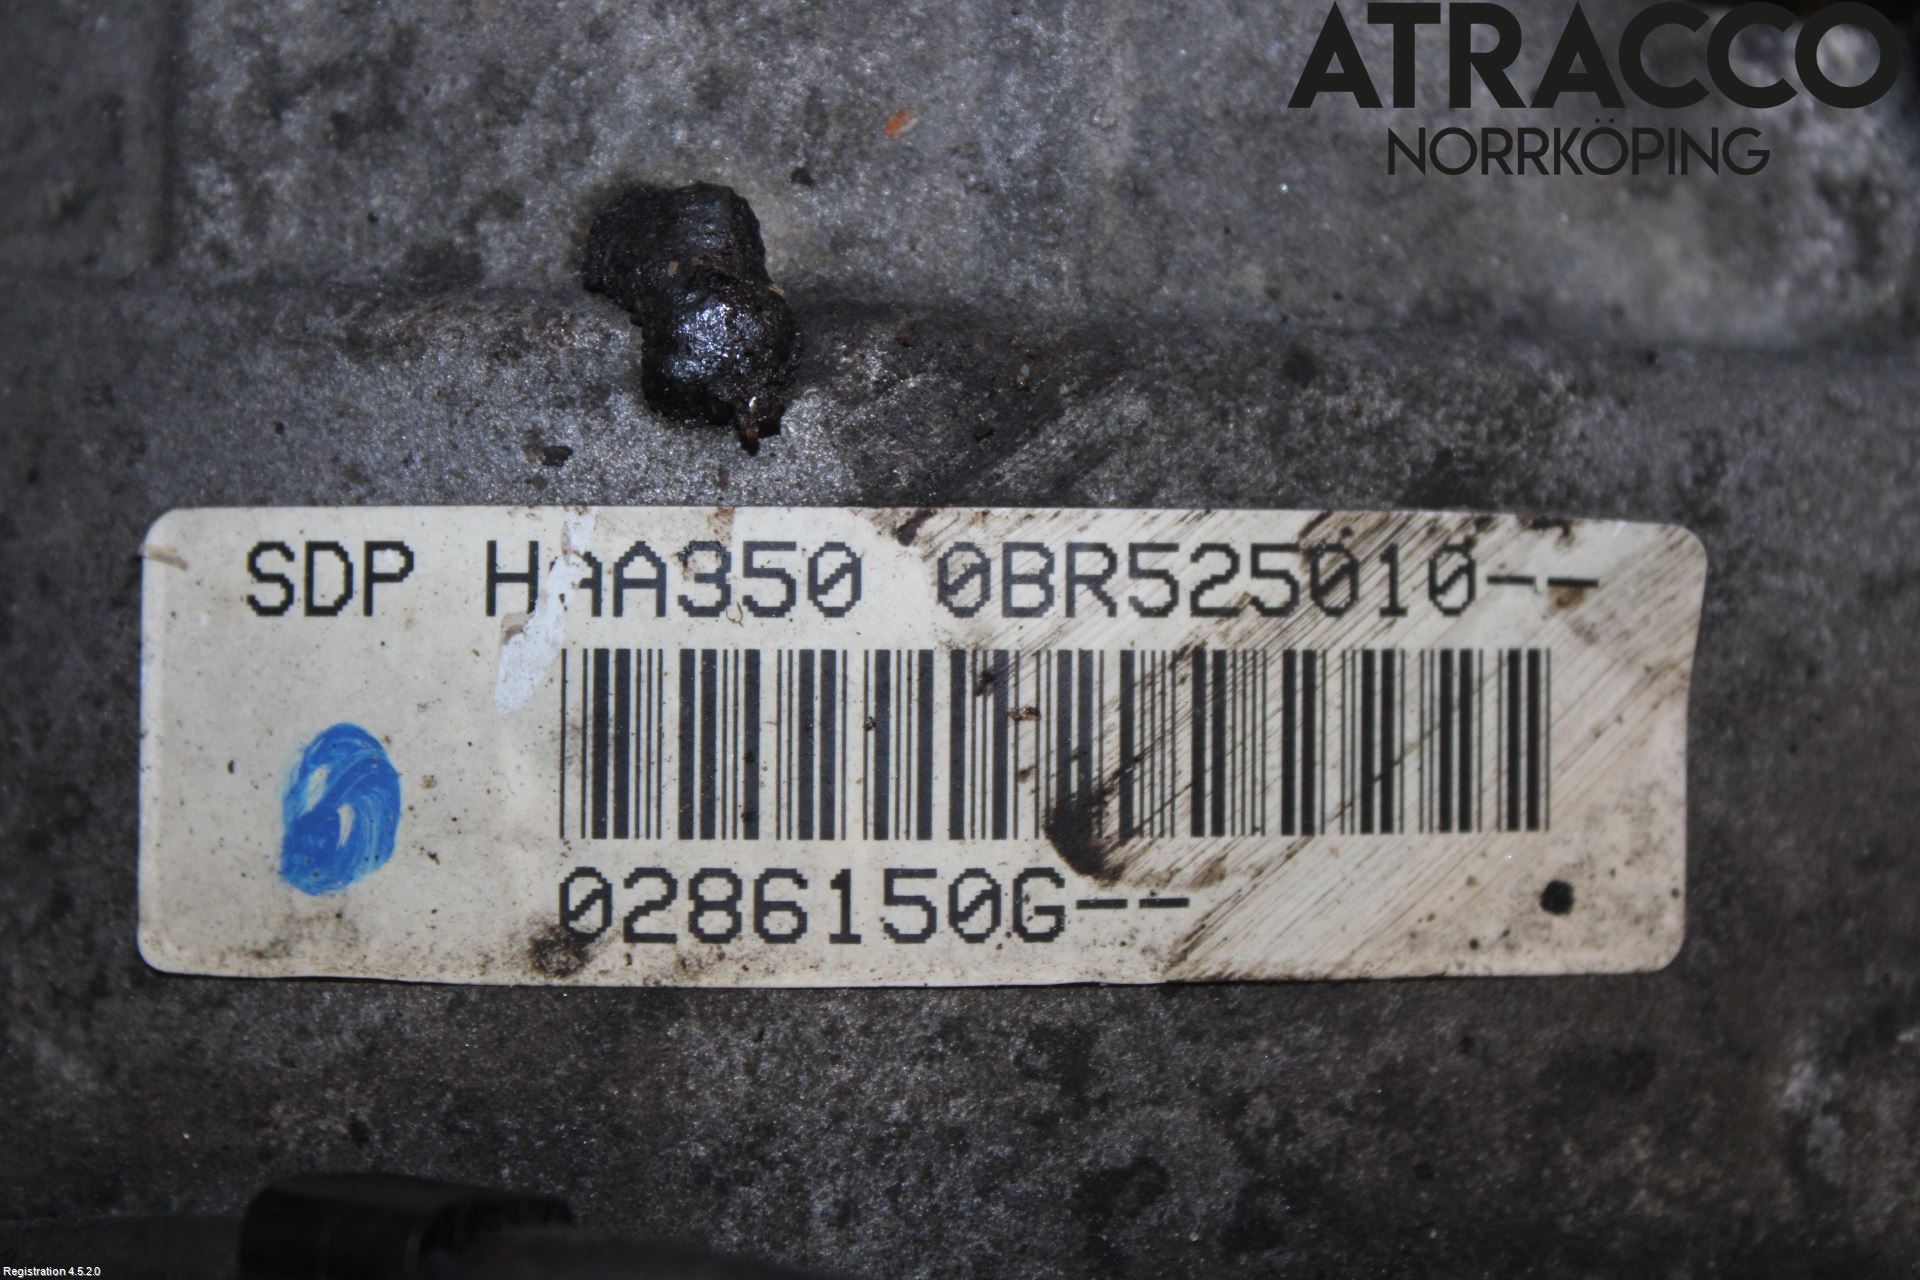 ATRACCO
NORRKÖPING
SDP HAA350 0BR525010--
0286150G--
Registration 4.5.2.0